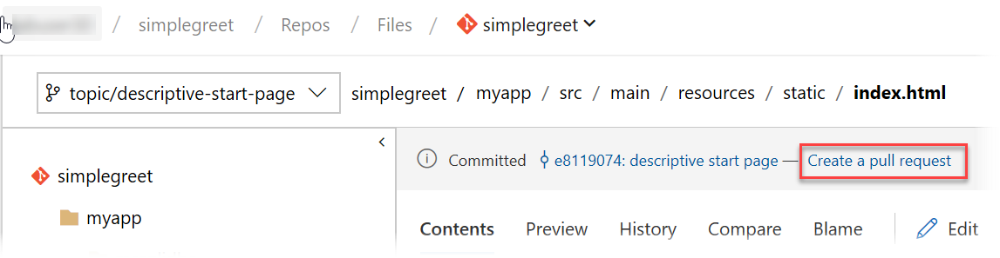 / simplegreet / Repos / Files / simplegreet
topic/descriptive-start-page simplegreet / myapp / src / main / resources / static / index.html
simplegreet
Committed e8119074: descriptive start page — Create a pull request
myapp
Contents Preview History Compare Blame Edit